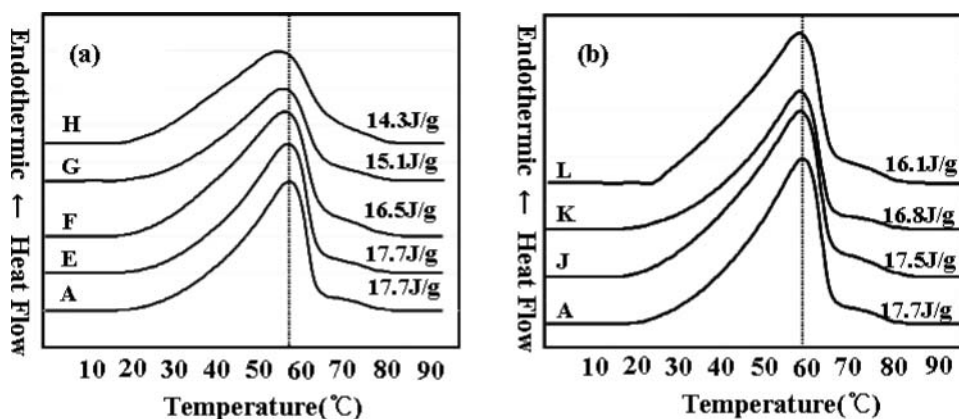 Endothermic ← Heat Flow
(a)
H
14.3J/g
G
15.1J/g
F
16.5J/g
E
17.7J/g
A
17.7J/g
10 20 30 40 50 60 70 80 90
Temperature(℃)
Endothermic ← Heat Flow
(b)
L
16.1J/g
K
16.8J/g
J
17.5J/g
A
17.7J/g
10 20 30 40 50 60 70 80 90
Temperature(℃)